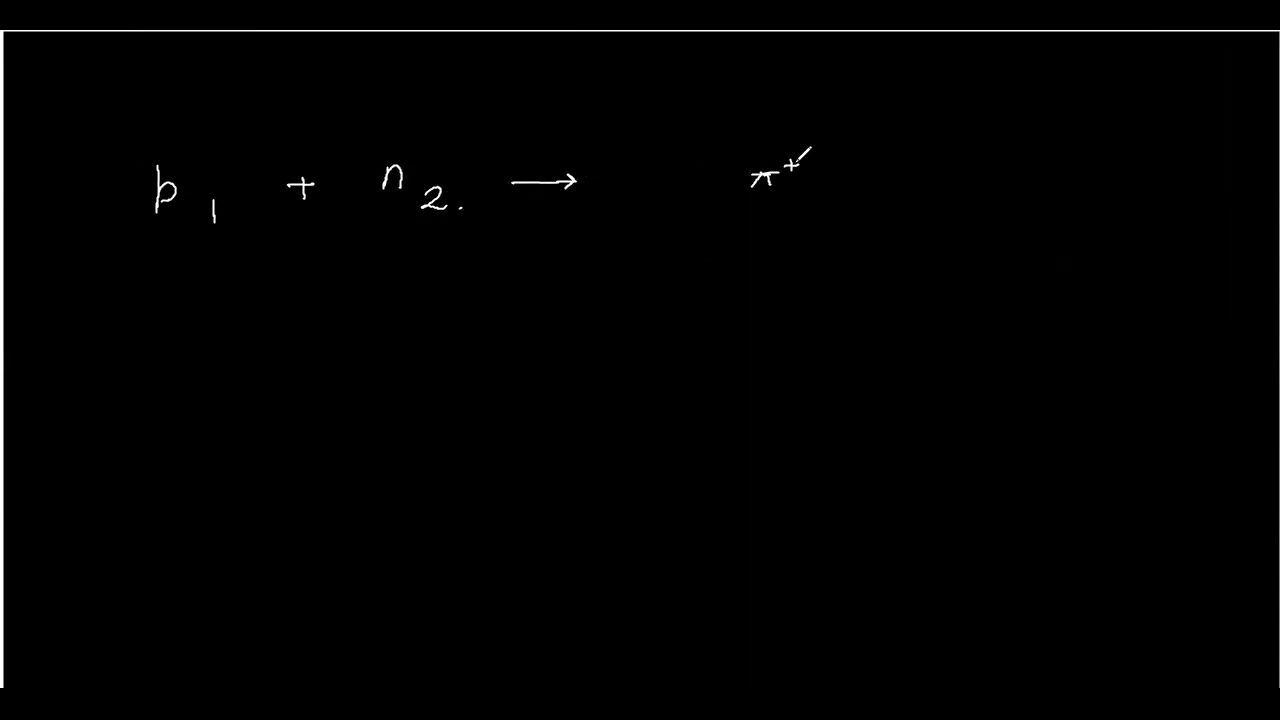 p₁ + n₂. → π⁺/